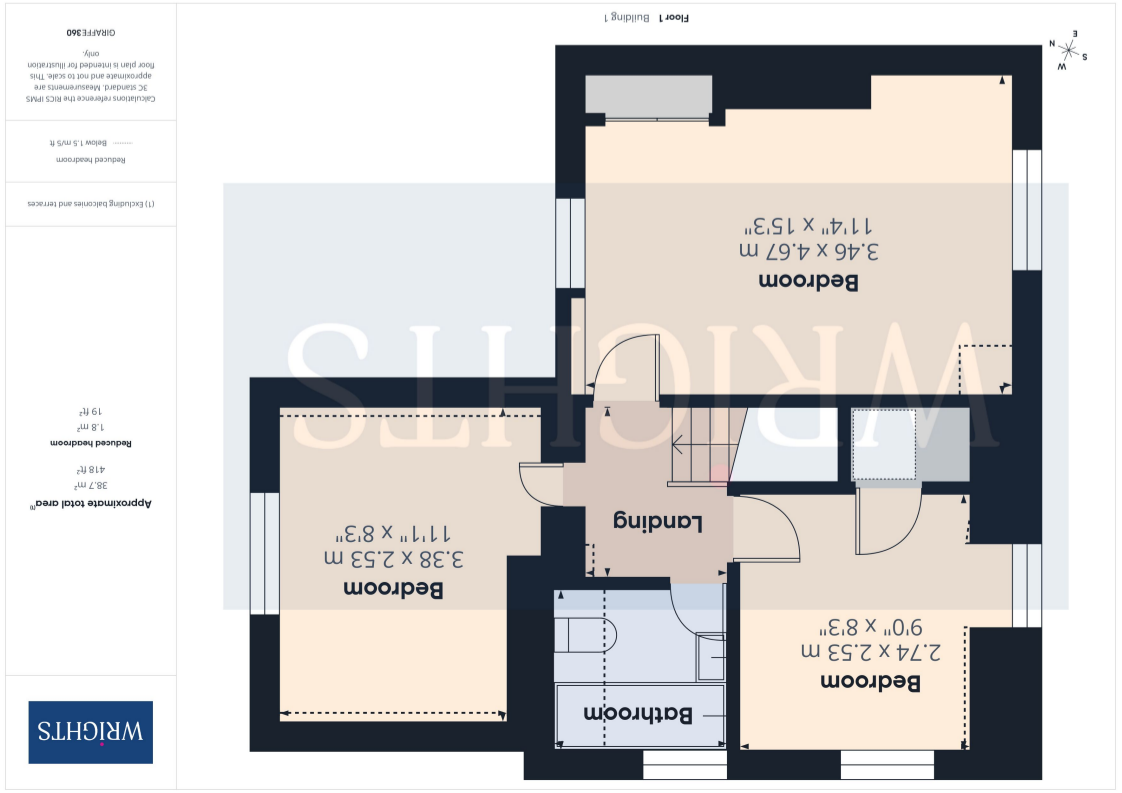 WRIGHTS
Approximate total area(1)
38.7 m²
418 ft²
Reduced headroom
1.8 m²
19 ft²
(1) Excluding balconies and terraces
Reduced headroom
Below 1.5 m/5 ft
Calculations reference the RICS IPMS
3C standard. Measurements are
approximate and not to scale. This
floor plan is intended for illustration
only.
GIRAFFE360
Bathroom
Bedroom
2.74 x 2.53 m
9'0" x 8'3"
Bedroom
3.38 x 2.53 m
11'1" x 8'3"
Landing
WRIGHTS
Bedroom
3.46 x 4.67 m
11'4" x 15'3"
W
S
N
E
Floor 1 Building 1